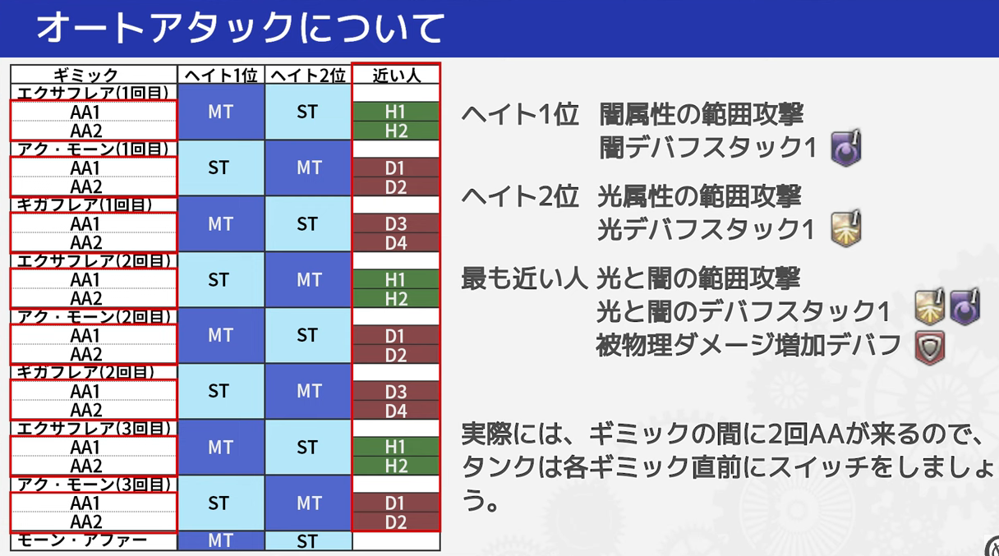 オートアタックについて
ギミック ヘイト1位 ヘイト2位 近い人
エクサフレア(1回目) MT ST
AA1 H1
AA2 H2
アク・モーン(1回目) ST MT
AA1 D1
AA2 D2
ギガフレア(1回目) MT ST
AA1 D3
AA2 D4
エクサフレア(2回目) ST MT
AA1 H1
AA2 H2
アク・モーン(2回目) MT ST
AA1 D1
AA2 D2
ギガフレア(2回目) ST MT
AA1 D3
AA2 D4
エクサフレア(3回目) MT ST
AA1 H1
AA2 H2
アク・モーン(3回目) ST MT
AA1 D1
AA2 D2
モーン・アファー MT ST
ヘイト1位 闇属性の範囲攻撃
闇デバフスタック1
1
ヘイト2位 光属性の範囲攻撃
光デバフスタック1
1
最も近い人 光と闇の範囲攻撃
光と闇のデバフスタック1
1 1
被物理ダメージ増加デバフ
実際には、ギミックの間に2回AAが来るので、
タンクは各ギミック直前にスイッチをしましょ
う。